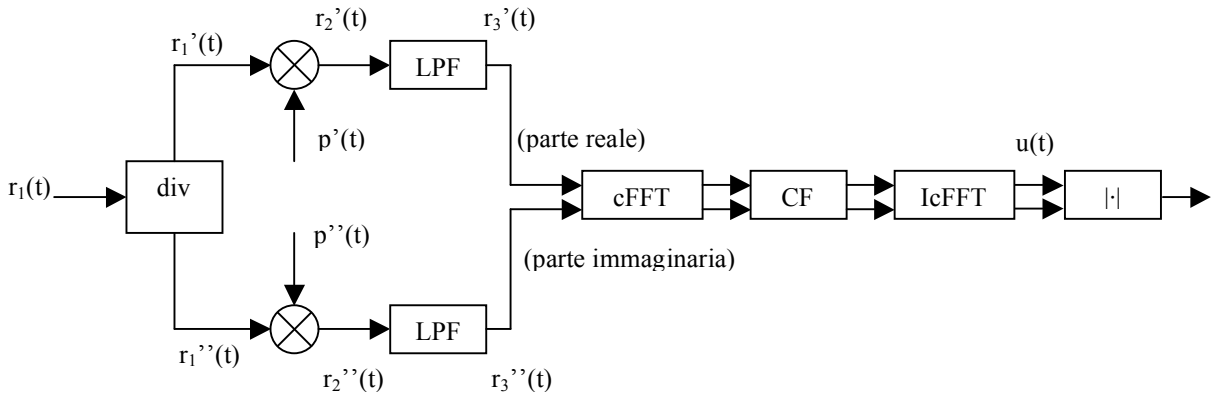 r₂'(t)
r₃'(t)
r₁'(t)
LPF
p'(t)
(parte reale)
u(t)
r₁(t)
div
cFFT
CF
IcFFT
|·|
p''(t)
(parte immaginaria)
LPF
r₁''(t)
r₂''(t)
r₃''(t)